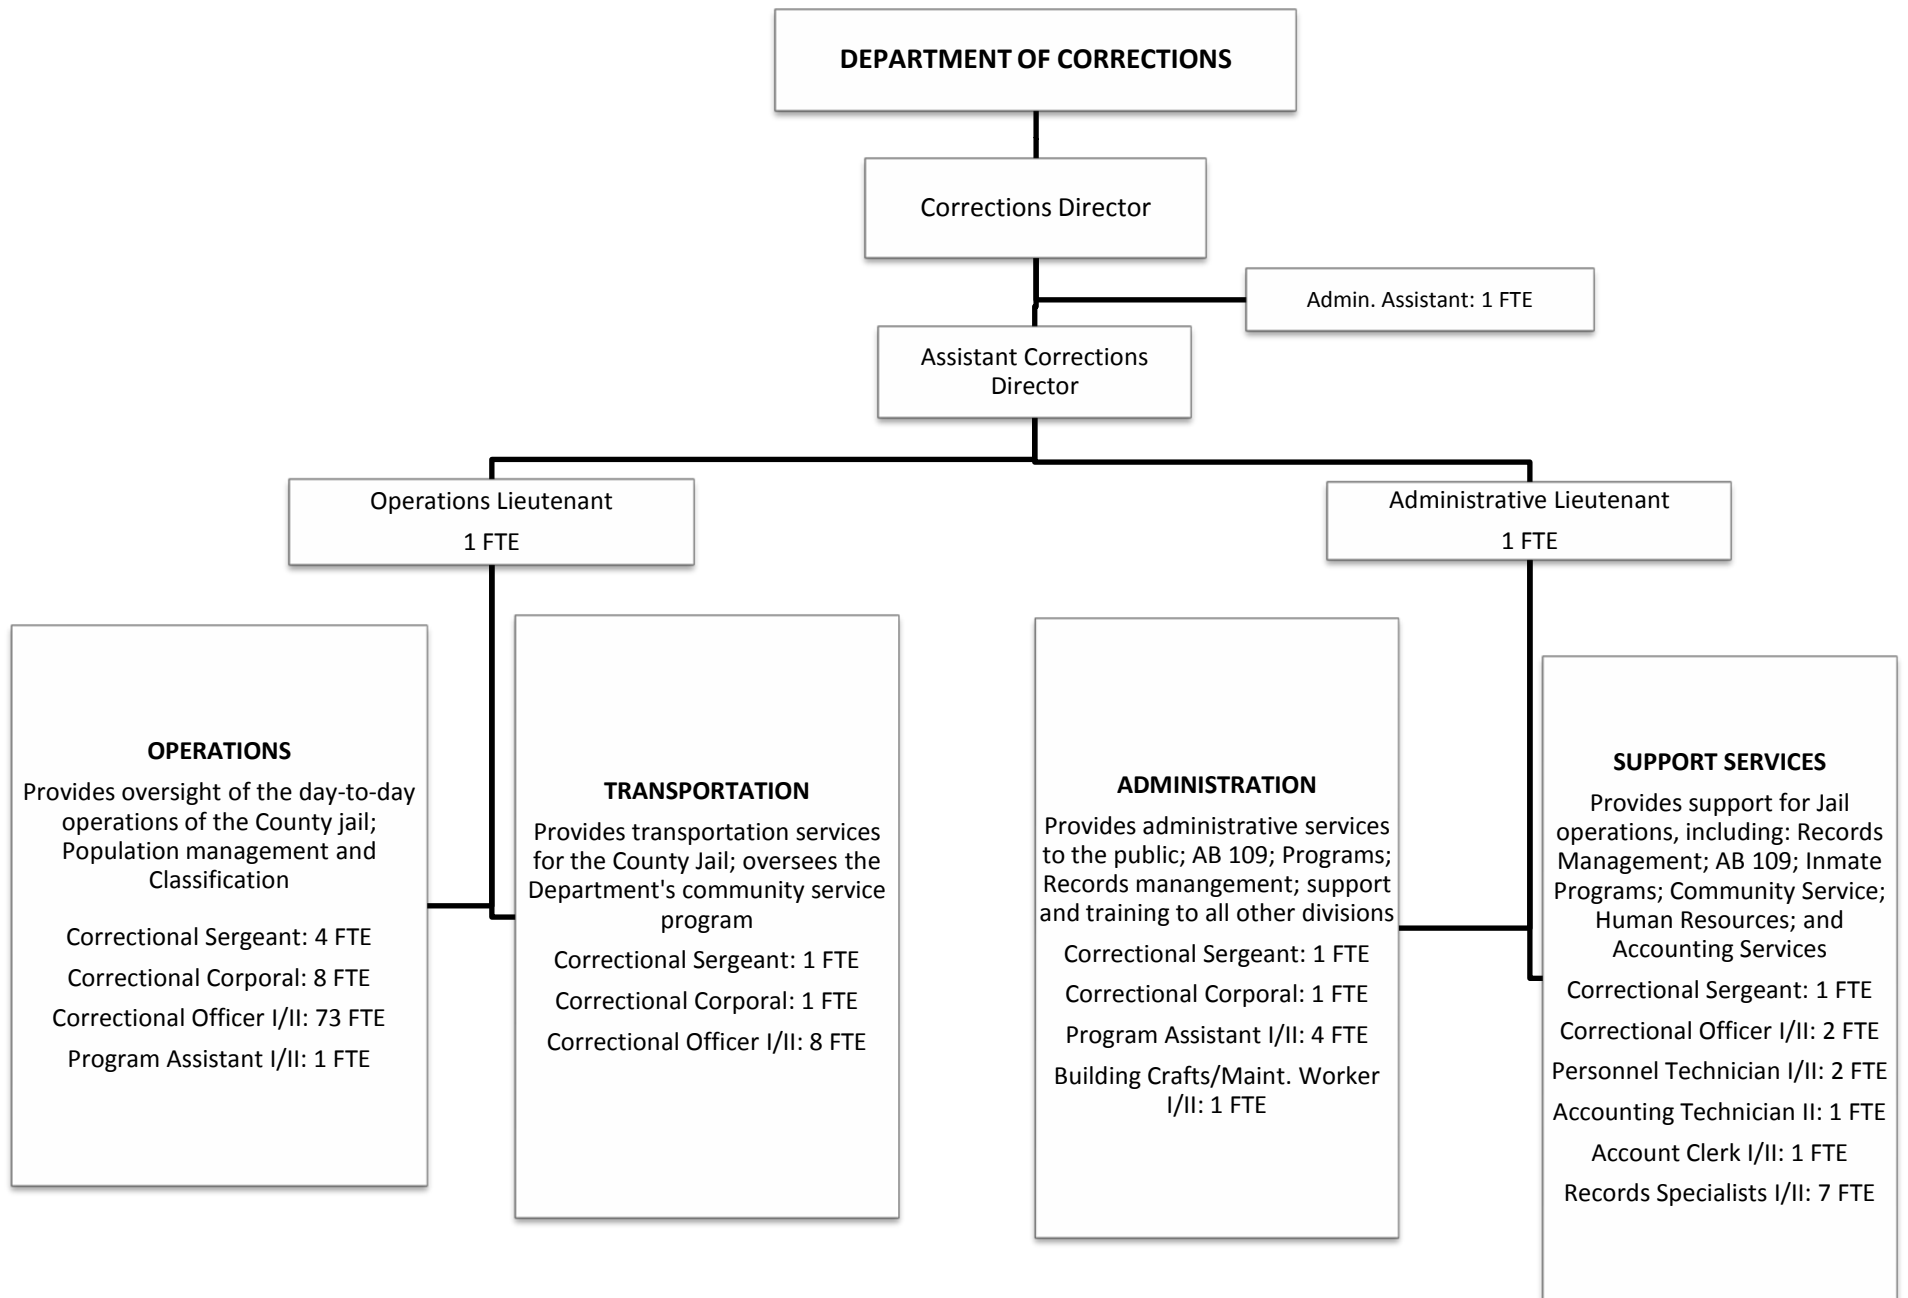 DEPARTMENT OF CORRECTIONS
Corrections Director
Admin. Assistant: 1 FTE
Assistant Corrections
Director
Operations Lieutenant
1 FTE
Administrative Lieutenant
1 FTE
OPERATIONS
Provides oversight of the day-to-day
operations of the County jail;
Population management and
Classification
Correctional Sergeant: 4 FTE
Correctional Corporal: 8 FTE
Correctional Officer I/II: 73 FTE
Program Assistant I/II: 1 FTE
TRANSPORTATION
Provides transportation services
for the County Jail; oversees the
Department's community service
program
Correctional Sergeant: 1 FTE
Correctional Corporal: 1 FTE
Correctional Officer I/II: 8 FTE
ADMINISTRATION
Provides administrative services
to the public; AB 109; Programs;
Records manangement; support
and training to all other divisions
Correctional Sergeant: 1 FTE
Correctional Corporal: 1 FTE
Program Assistant I/II: 4 FTE
Building Crafts/Maint. Worker
I/II: 1 FTE
SUPPORT SERVICES
Provides support for Jail
operations, including: Records
Management; AB 109; Inmate
Programs; Community Service;
Human Resources; and
Accounting Services
Correctional Sergeant: 1 FTE
Correctional Officer I/II: 2 FTE
Personnel Technician I/II: 2 FTE
Accounting Technician II: 1 FTE
Account Clerk I/II: 1 FTE
Records Specialists I/II: 7 FTE